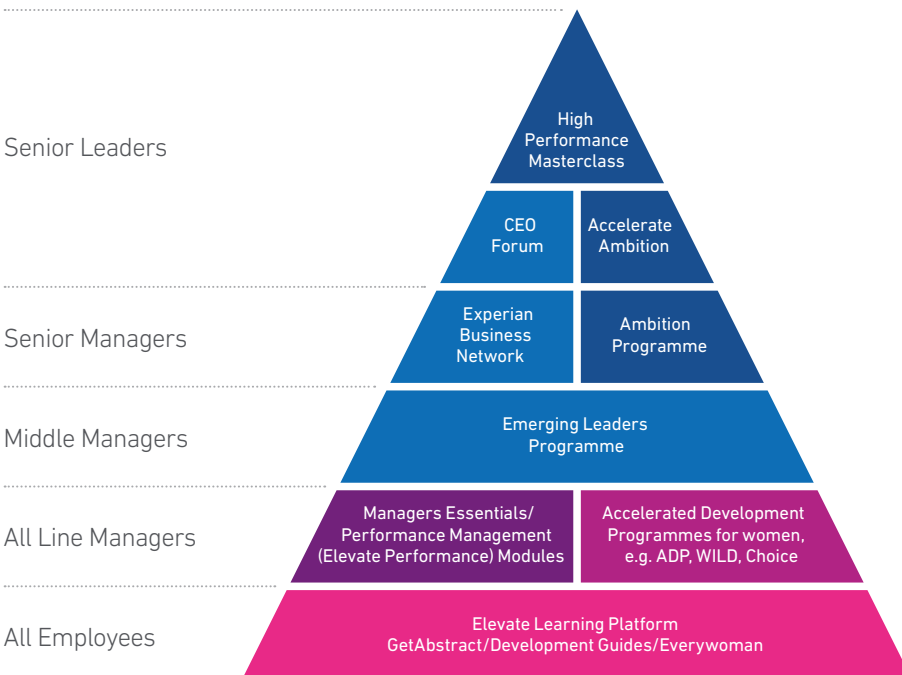 Senior Leaders
High
Performance
Masterclass
CEO
Forum
Accelerate
Ambition
Senior Managers
Experian
Business
Network
Ambition
Programme
Middle Managers
Emerging Leaders
Programme
All Line Managers
Managers Essentials/
Performance Management
(Elevate Performance) Modules
Accelerated Development
Programmes for women,
e.g. ADP, WILD, Choice
All Employees
Elevate Learning Platform
GetAbstract/Development Guides/Everywoman